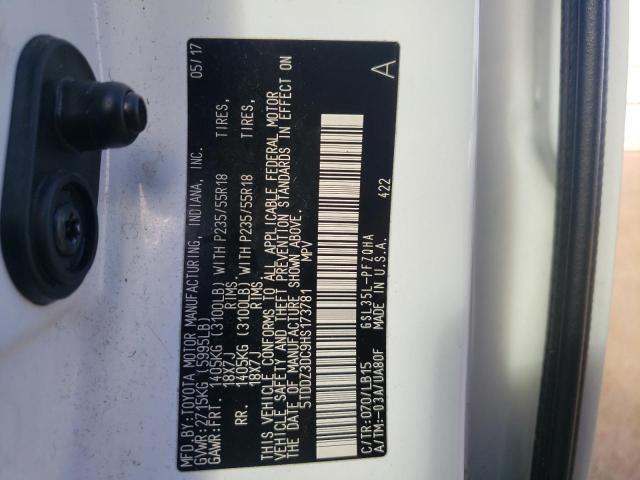 MFD.BY:TOYOTA MOTOR MANUFACTURING, INDIANA, INC. 05/17
GVWR:2715KG (5995LB)
GAWR:FRT. 1405KG (3100LB) WITH P235/55R18 TIRES,
18X7J RIMS.
RR. 1405KG (3100LB) WITH P235/55R18 TIRES,
18X7J RIMS.
THIS VEHICLE CONFORMS TO ALL APPLICABLE FEDERAL MOTOR
VEHICLE SAFETY AND THEFT PREVENTION STANDARDS IN EFFECT ON
THE DATE OF MANUFACTURE SHOWN ABOVE.
5TDDZ3DC9HS173781 MPV
A
C/TR:070/LB15 GSL35L-PFZQHA 422
A/TM:-03A/UA80F MADE IN U.S.A.